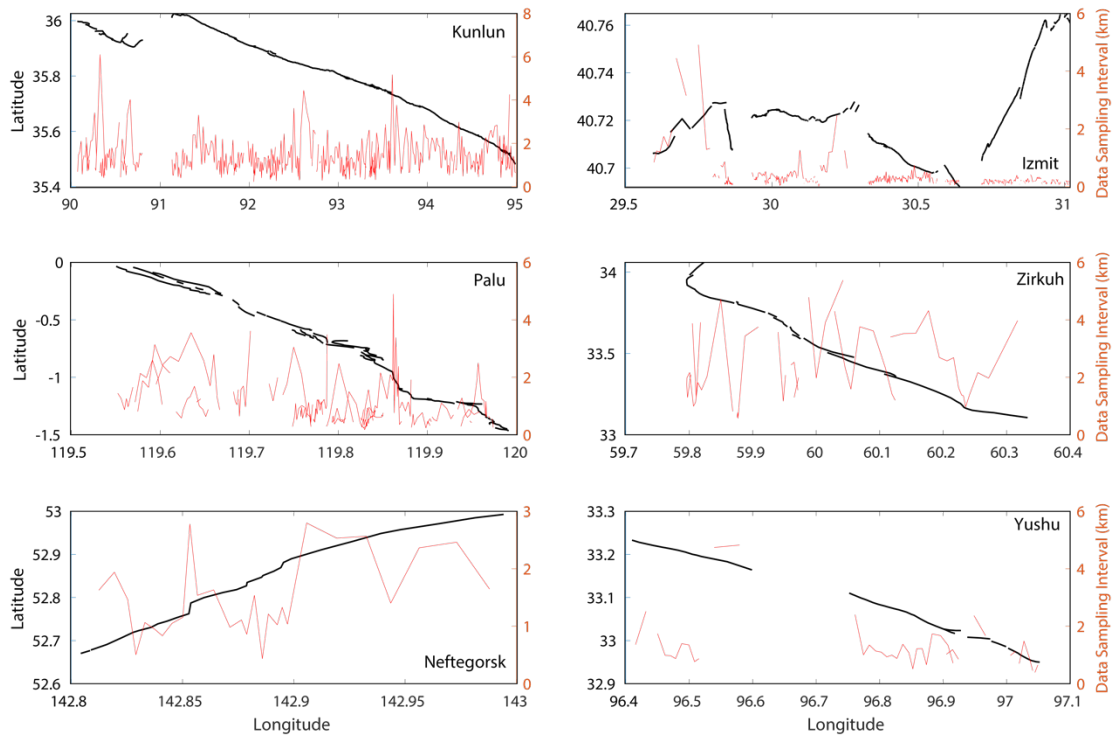 36
8
Kunlun
6
35.8
4
35.6
2
35.4
0
90 91 92 93 94 95
Latitude
40.76
6
40.74
4
40.72
2
40.7
Izmit
0
29.5 30 30.5 31
Data Sampling Interval (km)
0
6
Palu
-0.5
4
-1
2
-1.5
0
119.5 119.6 119.7 119.8 119.9 120
Latitude
34
6
Zirkuh
4
33.5
2
33
0
59.7 59.8 59.9 60 60.1 60.2 60.3 60.4
Data Sampling Interval (km)
53
3
52.9
2
52.8
52.7
1
Neftegorsk
52.6
0
142.8 142.85 142.9 142.95 143
Latitude
Longitude
33.3
6
Yushu
5
33.2
4
33.1
3
33
2
1
32.9
0
96.4 96.5 96.6 96.7 96.8 96.9 97 97.1
Longitude
Data Sampling Interval (km)